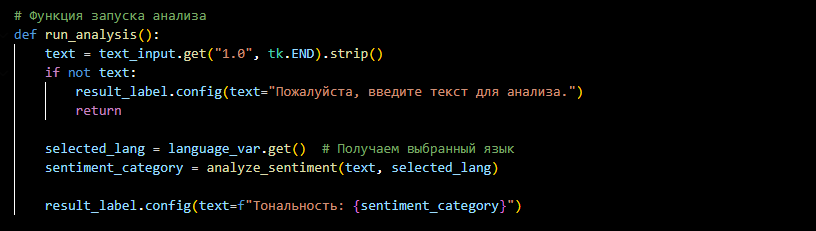 # Функция запуска анализа
def run_analysis():
    text = text_input.get("1.0", tk.END).strip()
    if not text:
        result_label.config(text="Пожалуйста, введите текст для анализа.")
        return
    selected_lang = language_var.get()  # Получаем выбранный язык
    sentiment_category = analyze_sentiment(text, selected_lang)
    result_label.config(text=f"Тональность: {sentiment_category}")